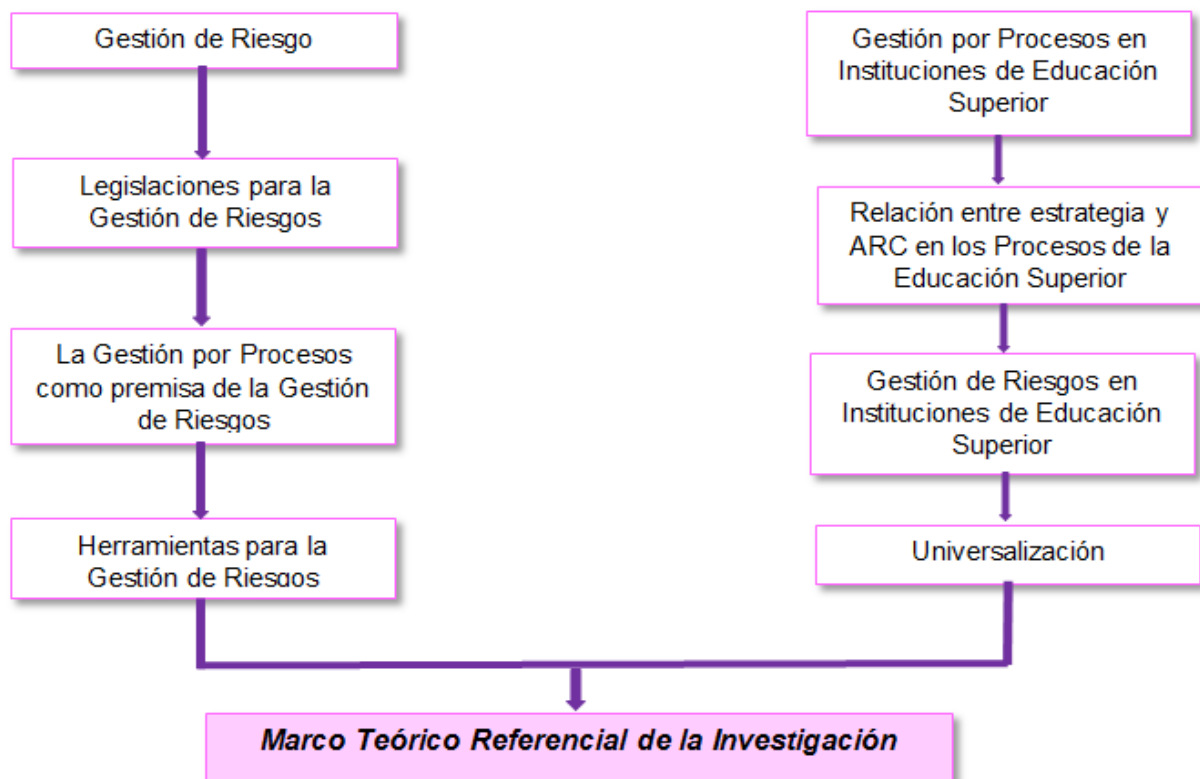 Gestión de Riesgo
Legislaciones para la
Gestión de Riesgos
La Gestión por Procesos
como premisa de la Gestión
de Riesgos
Herramientas para la
Gestión de Riesgos
Gestión por Procesos en
Instituciones de Educación
Superior
Relación entre estrategia y
ARC en los Procesos de la
Educación Superior
Gestión de Riesgos en
Instituciones de Educación
Superior
Universalización
Marco Teórico Referencial de la Investigación